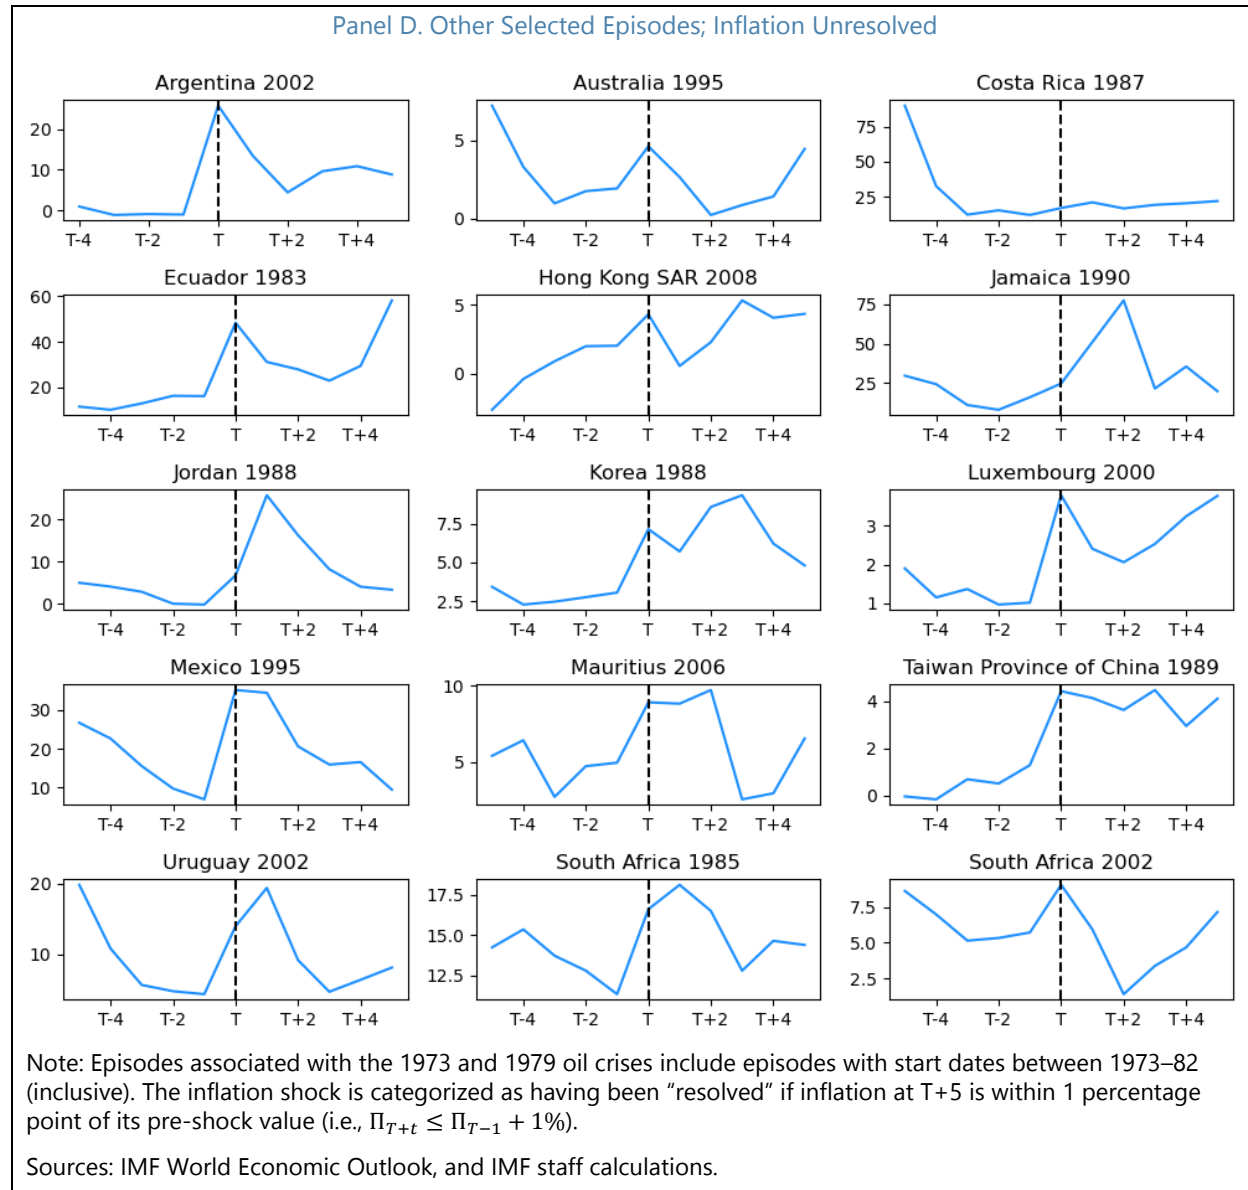 Panel D. Other Selected Episodes; Inflation Unresolved
Argentina 2002
20
10
0
T-4
T-2
T
T+2
T+4
Australia 1995
5
0
T-4
T-2
T
T+2
T+4
Costa Rica 1987
75
50
25
T-4
T-2
T
T+2
T+4
Ecuador 1983
60
40
20
T-4
T-2
T
T+2
T+4
Hong Kong SAR 2008
5
0
T-4
T-2
T
T+2
T+4
Jamaica 1990
75
50
25
T-4
T-2
T
T+2
T+4
Jordan 1988
20
10
0
T-4
T-2
T
T+2
T+4
Korea 1988
7.5
5.0
2.5
T-4
T-2
T
T+2
T+4
Luxembourg 2000
3
2
1
T-4
T-2
T
T+2
T+4
Mexico 1995
30
20
10
T-4
T-2
T
T+2
T+4
Mauritius 2006
10
5
T-4
T-2
T
T+2
T+4
Taiwan Province of China 1989
4
2
0
T-4
T-2
T
T+2
T+4
Uruguay 2002
20
10
T-4
T-2
T
T+2
T+4
South Africa 1985
17.5
15.0
12.5
T-4
T-2
T
T+2
T+4
South Africa 2002
7.5
5.0
2.5
T-4
T-2
T
T+2
T+4
Note: Episodes associated with the 1973 and 1979 oil crises include episodes with start dates between 1973–82
(inclusive). The inflation shock is categorized as having been “resolved” if inflation at T+5 is within 1 percentage
point of its pre-shock value (i.e., Π_{T+t} ≤ Π_{T−1} + 1%).
Sources: IMF World Economic Outlook, and IMF staff calculations.